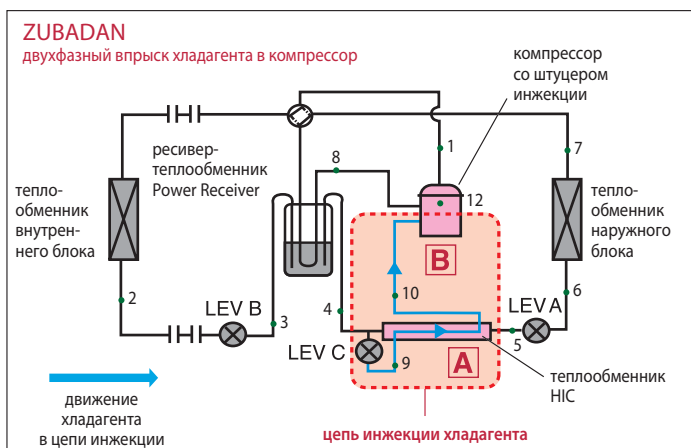 ZUBADAN
двухфазный впрыск хладагента в компрессор
компрессор
со штуцером
инжекции
ресивер-
теплообменник
Power Receiver
тепло-
обменник
внутрен-
него блока
тепло-
обменник
наружного
блока
1
2
3
4
5
6
7
8
9
10
12
LEV B
LEV A
LEV C
B
A
движение
хладагента
в цепи инжекции
теплообменник
HIC
цепь инжекции хладагента